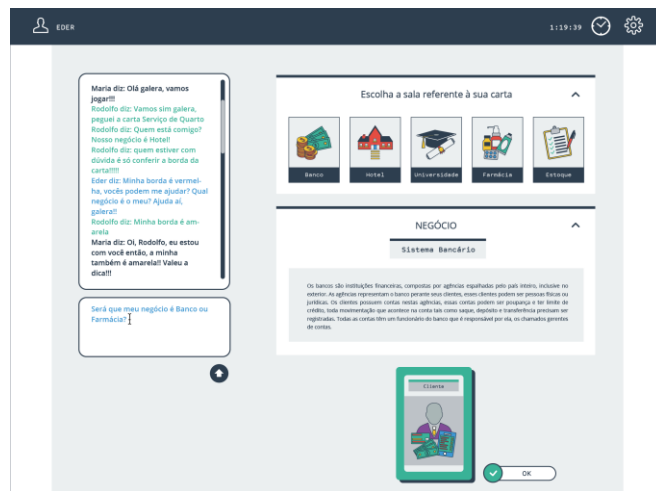 EDER
1:19:39
Maria diz: Olá galera, vamos
jogar!!!
Rodolfo diz: Vamos sim galera,
peguei a carta Serviço de Quarto
Rodolfo diz: Quem está comigo?
Nosso negócio é Hotel!
Rodolfo diz: quem estiver com
dúvida é só conferir a borda da
carta!!!!!
Eder diz: Minha borda é vermel-
ha, vocês podem me ajudar? Qual
negócio é o meu? Ajuda aí,
galera!!
Rodolfo diz: Minha borda é am-
arela
Maria diz: Oi, Rodolfo, eu estou
com você então, a minha
também é amarela!! Valeu a
dica!!!
Será que meu negócio é Banco ou
Farmácia?
Escolha a sala referente à sua carta
Banco
Hotel
Universidade
Farmácia
Estoque
NEGÓCIO
Sistema Bancário
Os bancos são instituições financeiras, compostas por agências espalhadas pelo país inteiro, inclusive no
exterior. As agências representam o banco perante seus clientes, esses clientes podem ser pessoas físicas ou
jurídicas. Os clientes possuem contas nestas agências, essas contas podem ser poupança e ter limite de
crédito, toda movimentação que acontece na conta tais como saque, depósito e transferência precisam ser
registradas. Todas as contas têm um funcionário do banco que é responsável por ela, os chamados gerentes
de contas.
Cliente
OK